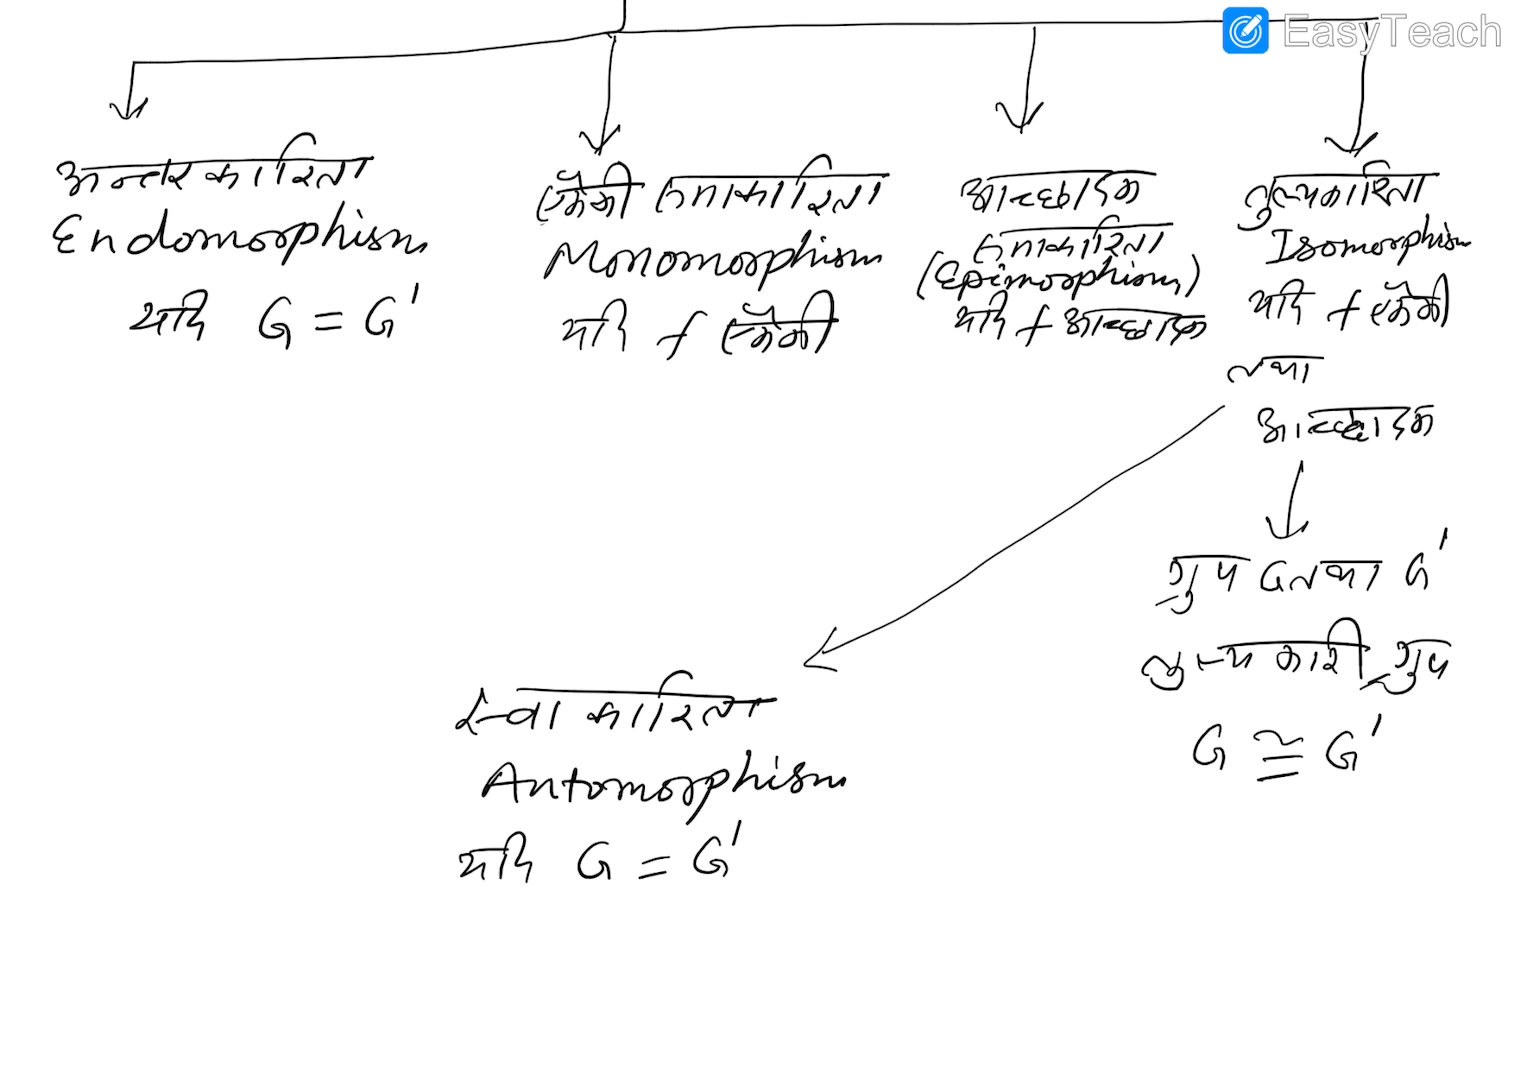 EasyTeach
अन्तरकारिता
Endomorphism
यदि G = G'
एकैकी समाकारिता
Monomorphism
यदि f एकैकी
आच्छादक
समाकारिता
(Epimorphism)
यदि f आच्छादक
तुल्यकारिता
Isomorphism
यदि f एकैकी
तथा
आच्छादक
ग्रुप G तथा G'
तुल्यकारी ग्रुप
G ≅ G'
स्वाकारिता
Automorphism
यदि G = G'